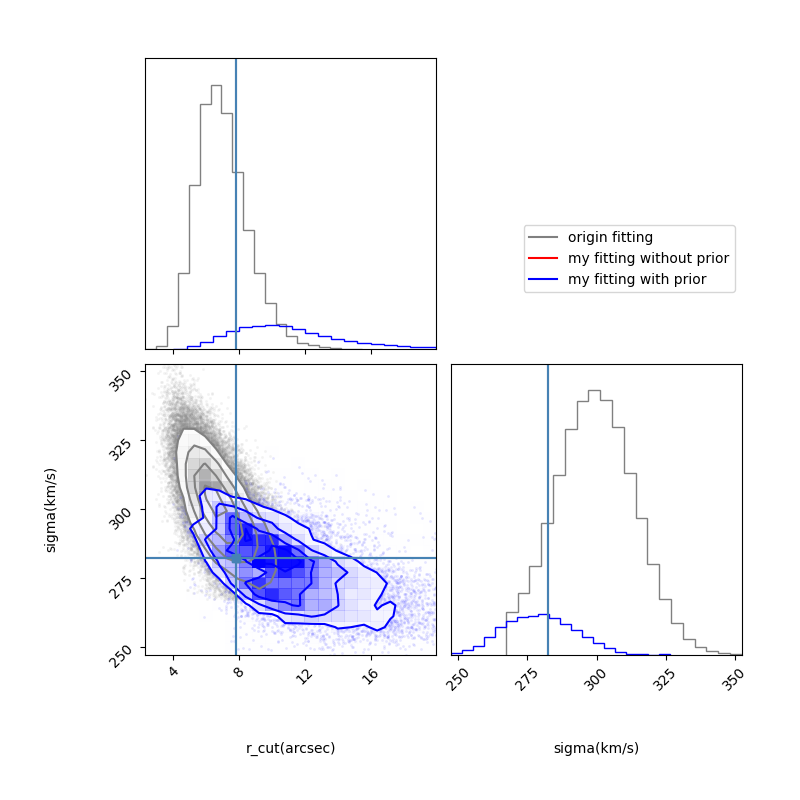 origin fitting
my fitting without prior
my fitting with prior
350
325
300
275
250
sigma(km/s)
4
8
12
16
r_cut(arcsec)
250
275
300
325
350
sigma(km/s)